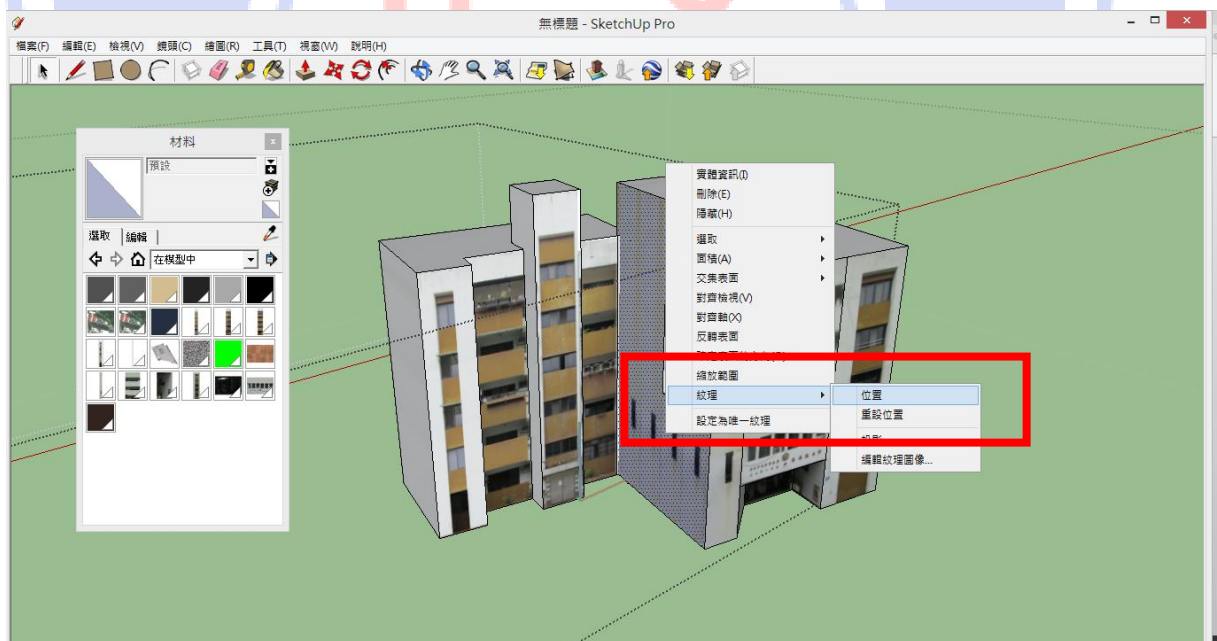 無標題 - SketchUp Pro
檔案(F) 編輯(E) 檢視(V) 鏡頭(C) 繪圖(R) 工具(T) 視窗(W) 說明(H)
材料
預設
選取 編輯
在模型中
實體資訊(I)
刪除(E)
隱藏(H)
選取
面積(A)
交集表面
對齊檢視(V)
對齊軸(X)
反轉表面
縮放範圍
紋理
設定為唯一紋理
位置
重設位置
編輯紋理圖像...